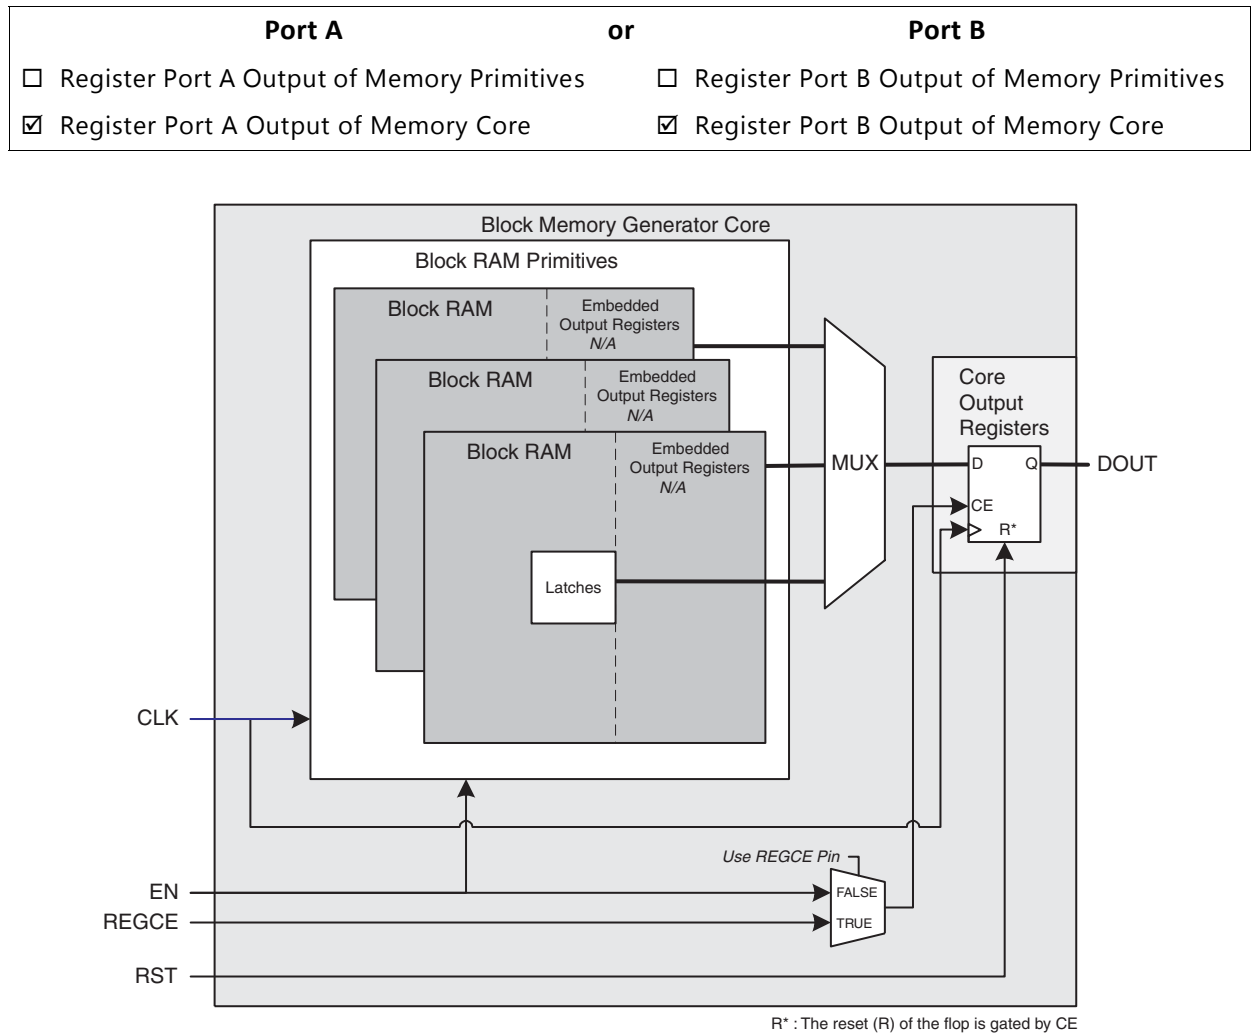 Port A or Port B
☐ Register Port A Output of Memory Primitives ☐ Register Port B Output of Memory Primitives
☑ Register Port A Output of Memory Core ☑ Register Port B Output of Memory Core
Block Memory Generator Core
Block RAM Primitives
Block RAM
Embedded
Output Registers
N/A
Block RAM
Embedded
Output Registers
N/A
Block RAM
Embedded
Output Registers
N/A
Latches
MUX
Core
Output
Registers
D Q
CE
R*
DOUT
CLK
Use REGCE Pin
EN
FALSE
REGCE
TRUE
RST
R* : The reset (R) of the flop is gated by CE